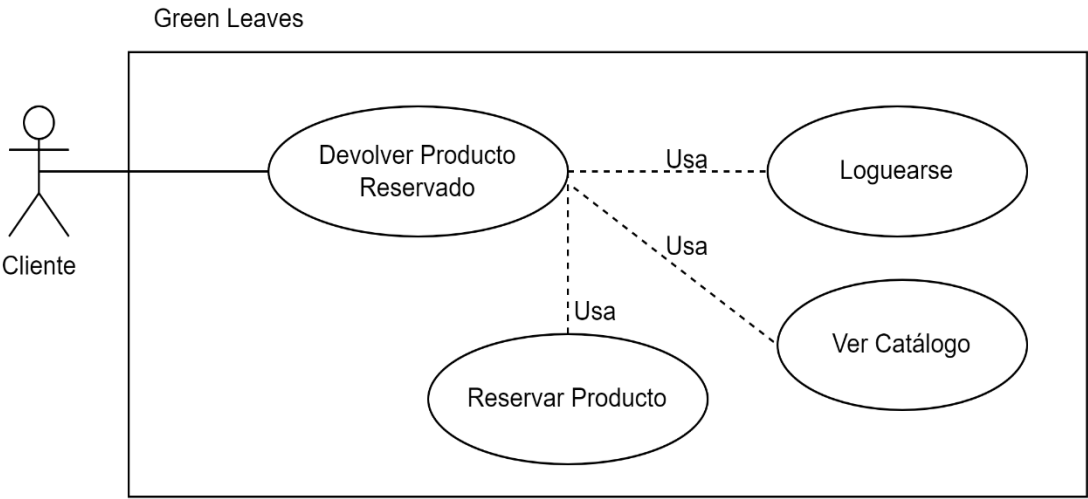 Green Leaves
Devolver Producto
Reservado
Usa
Loguearse
Cliente
Usa
Usa
Ver Catálogo
Reservar Producto